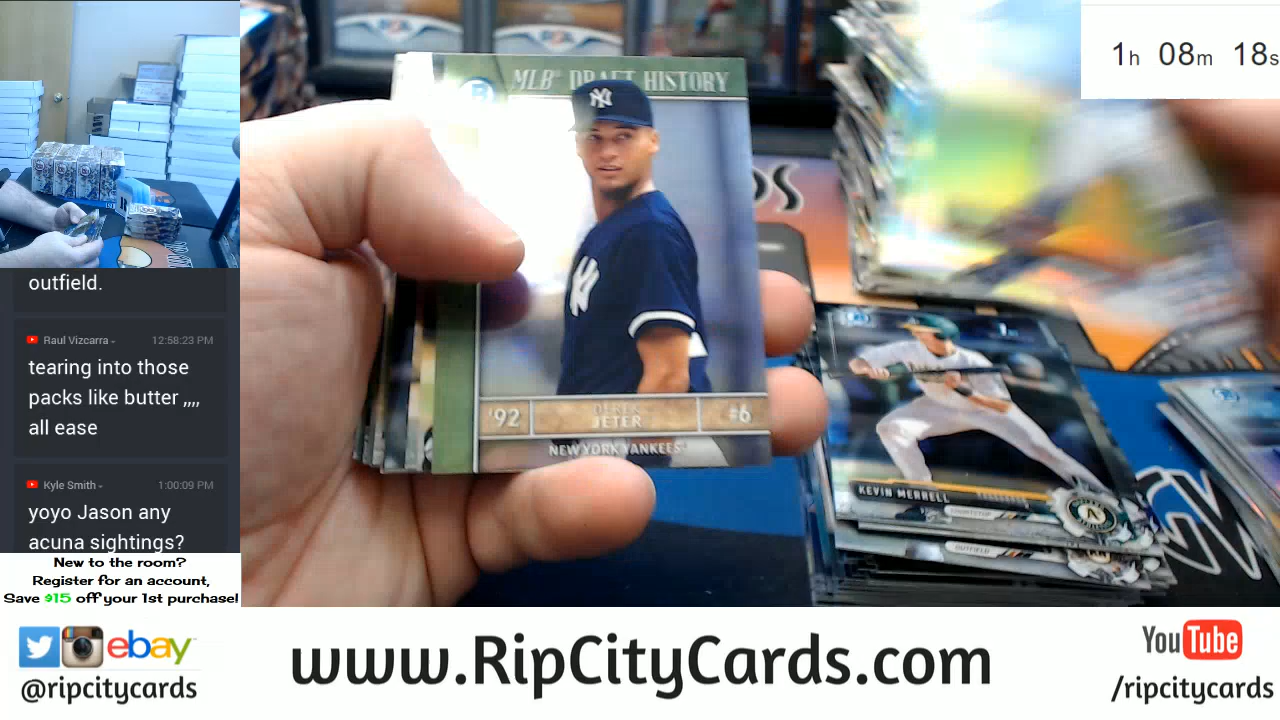 outfield.
Raul Vizcarra 12:58:23 PM
tearing into those
packs like butter ,,,,
all ease
Kyle Smith 1:00:09 PM
yoyo Jason any
acuna sightings?
New to the room?
Register for an account,
Save $15 off your 1st purchase!
MLB DRAFT HISTORY
NY
NY
'92
DEREK
JETER
#6
NEW YORK YANKEES
1h 08m 18s
1st
KEVIN MERRELL
SHORTSTOP
OUTFIELD
ebay
@ripcitycards
www.RipCityCards.com
YouTube
/ripcitycards